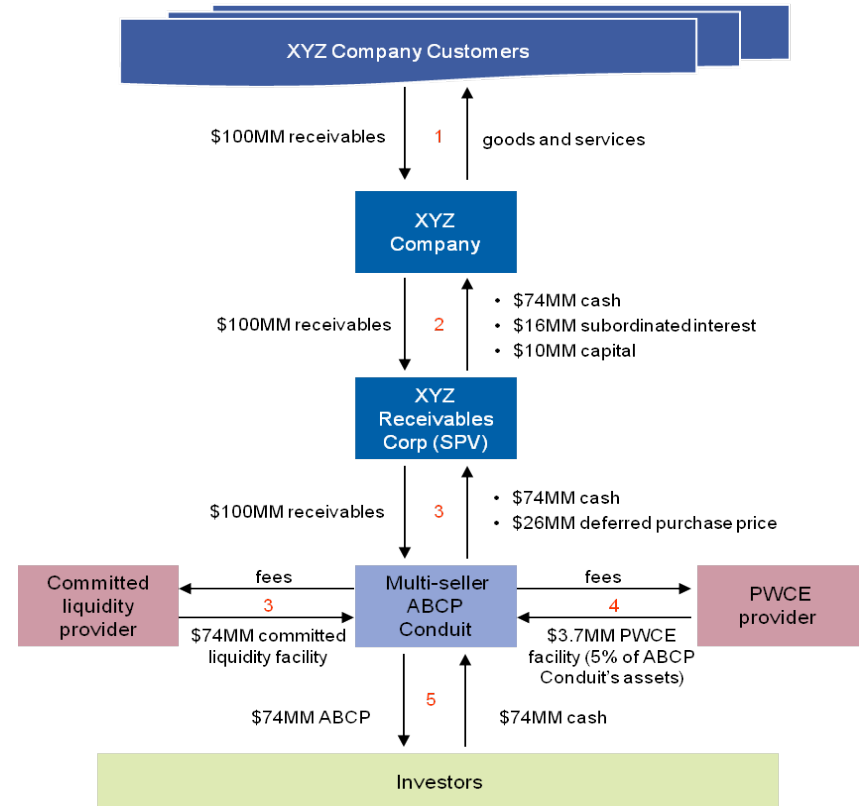 XYZ Company Customers
$100MM receivables
1
goods and services
XYZ
Company
$100MM receivables
2
• $74MM cash
• $16MM subordinated interest
• $10MM capital
XYZ
Receivables
Corp (SPV)
$100MM receivables
3
• $74MM cash
• $26MM deferred purchase price
Committed
liquidity
provider
fees
3
$74MM committed
liquidity facility
Multi-seller
ABCP
Conduit
fees
4
$3.7MM PWCE
facility (5% of ABCP
Conduit's assets)
PWCE
provider
$74MM ABCP
5
$74MM cash
Investors